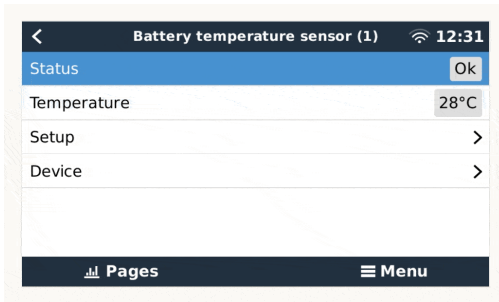 Battery temperature sensor (1) 12:31
Status Ok
Temperature 28°C
Setup
Device
Pages Menu